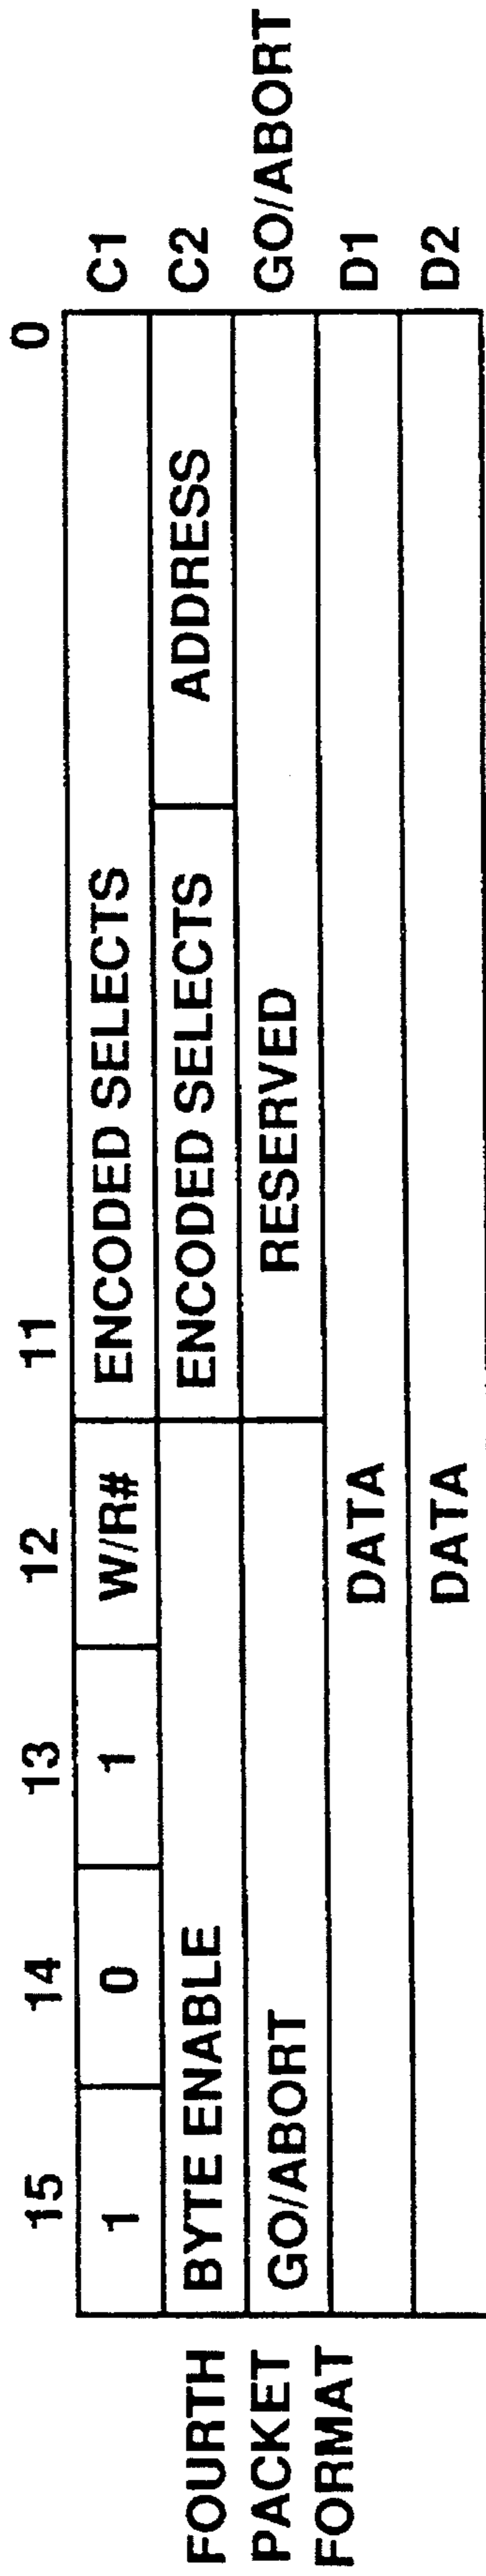 15 14 13 12 11 0
1 0 1 W/R# ENCODED SELECTS C1
FOURTH BYTE ENABLE ENCODED SELECTS ADDRESS C2
PACKET GO/ABORT RESERVED GO/ABORT
FORMAT DATA D1
DATA D2